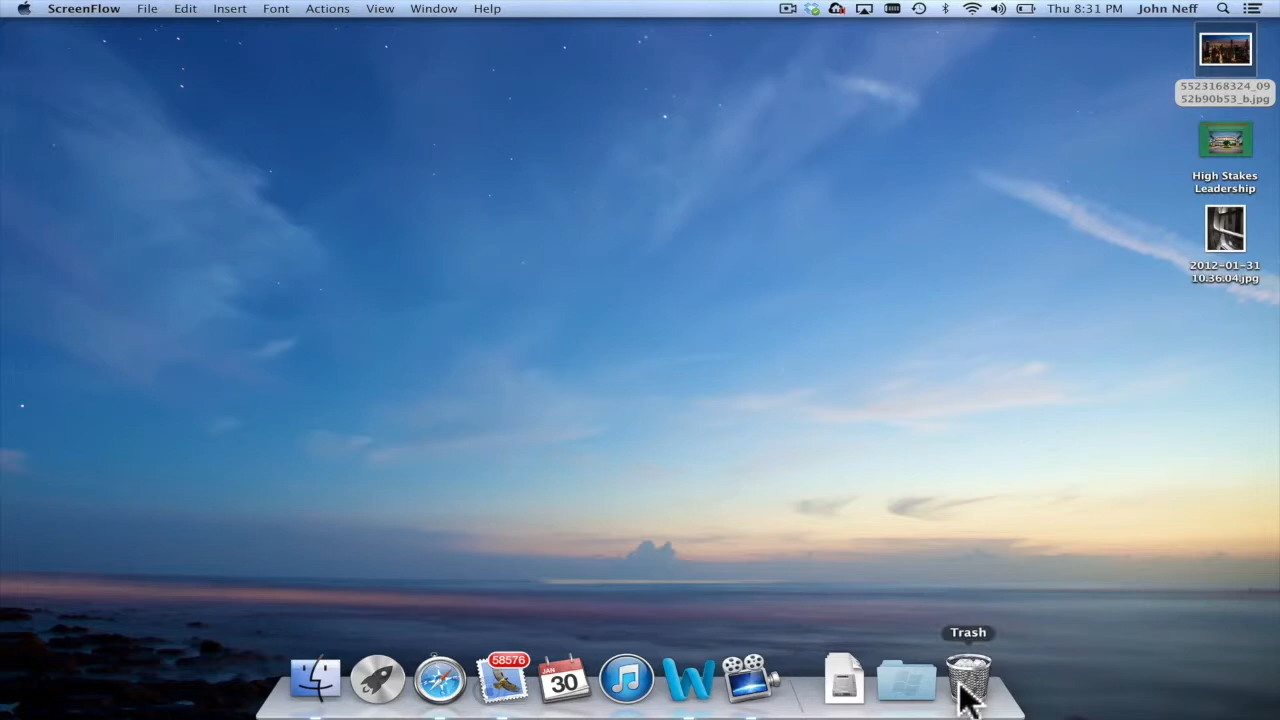 ScreenFlow File Edit Insert Font Actions View Window Help Thu 8:31 PM John Neff
5523168324_09
52b90b53_b.jpg
High Stakes
Leadership
2012-01-31
10.36.04.jpg
Trash
58576
JAN
30
W